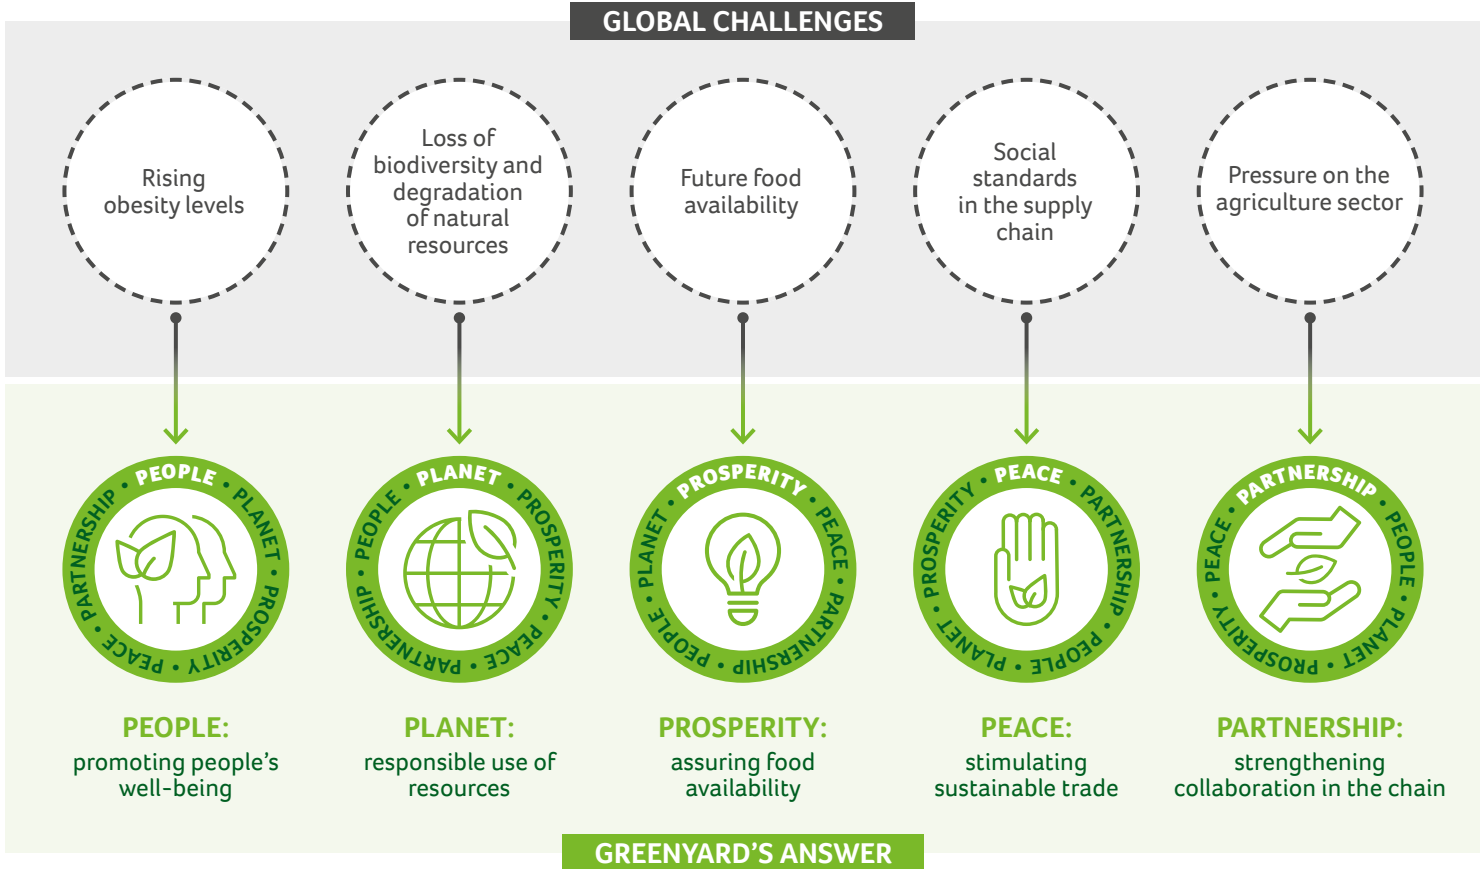 GLOBAL CHALLENGES
Rising
obesity levels
Loss of
biodiversity and
degradation
of natural
resources
Future food
availability
Social
standards
in the supply
chain
Pressure on the
agriculture sector
PEOPLE • PLANET • PROSPERITY • PEACE • PARTNERSHIP •
PLANET • PROSPERITY • PEACE • PARTNERSHIP • PEOPLE •
PROSPERITY • PEACE • PARTNERSHIP • PEOPLE • PLANET •
PEACE • PARTNERSHIP • PEOPLE • PLANET • PROSPERITY •
PARTNERSHIP • PEOPLE • PLANET • PROSPERITY • PEACE •
PEOPLE:
promoting people’s
well-being
PLANET:
responsible use of
resources
PROSPERITY:
assuring food
availability
PEACE:
stimulating
sustainable trade
PARTNERSHIP:
strengthening
collaboration in the chain
GREENYARD’S ANSWER